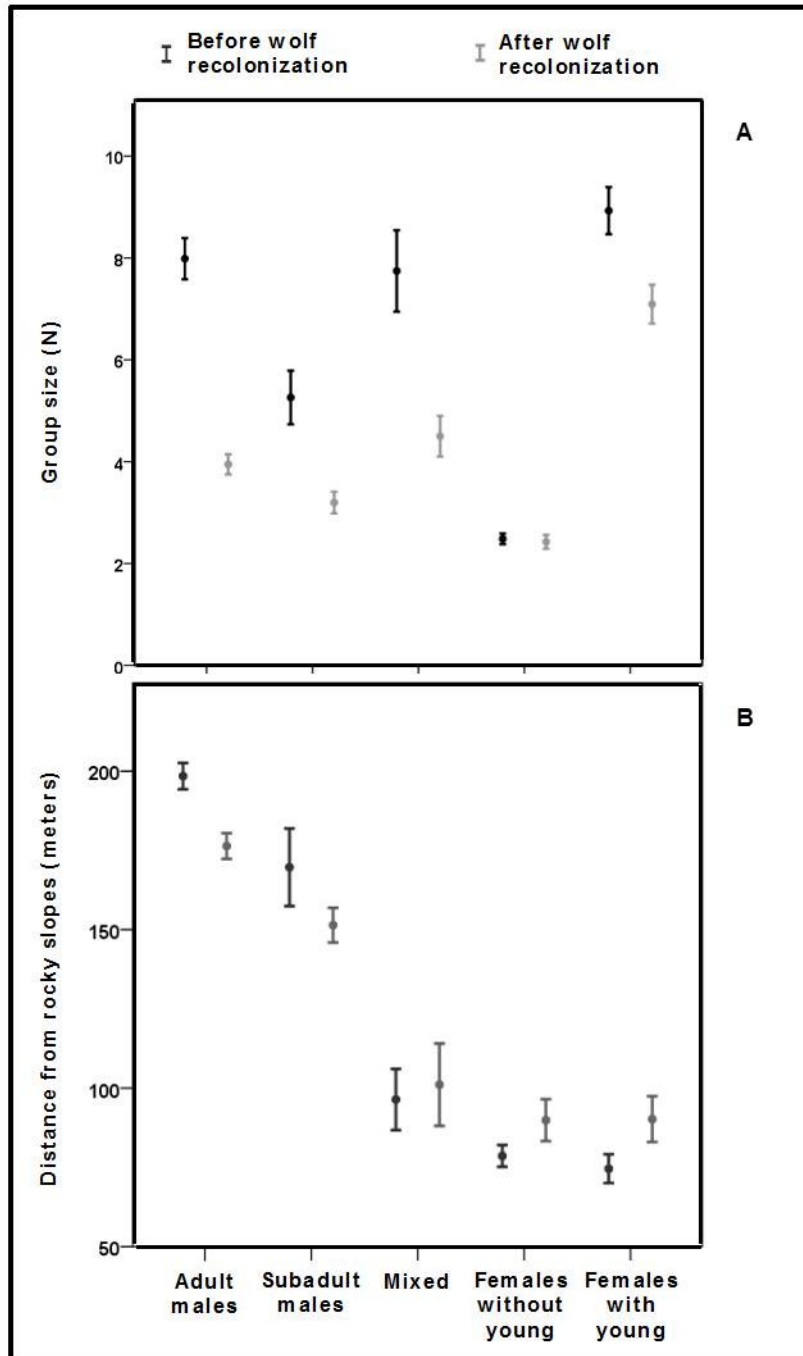 Before wolf
recolonization
After wolf
recolonization
A
Group size (N)
10
8
6
4
2
0
B
Distance from rocky slopes (meters)
200
150
100
50
Adult
males
Subadult
males
Mixed
Females
without
young
Females
with
young